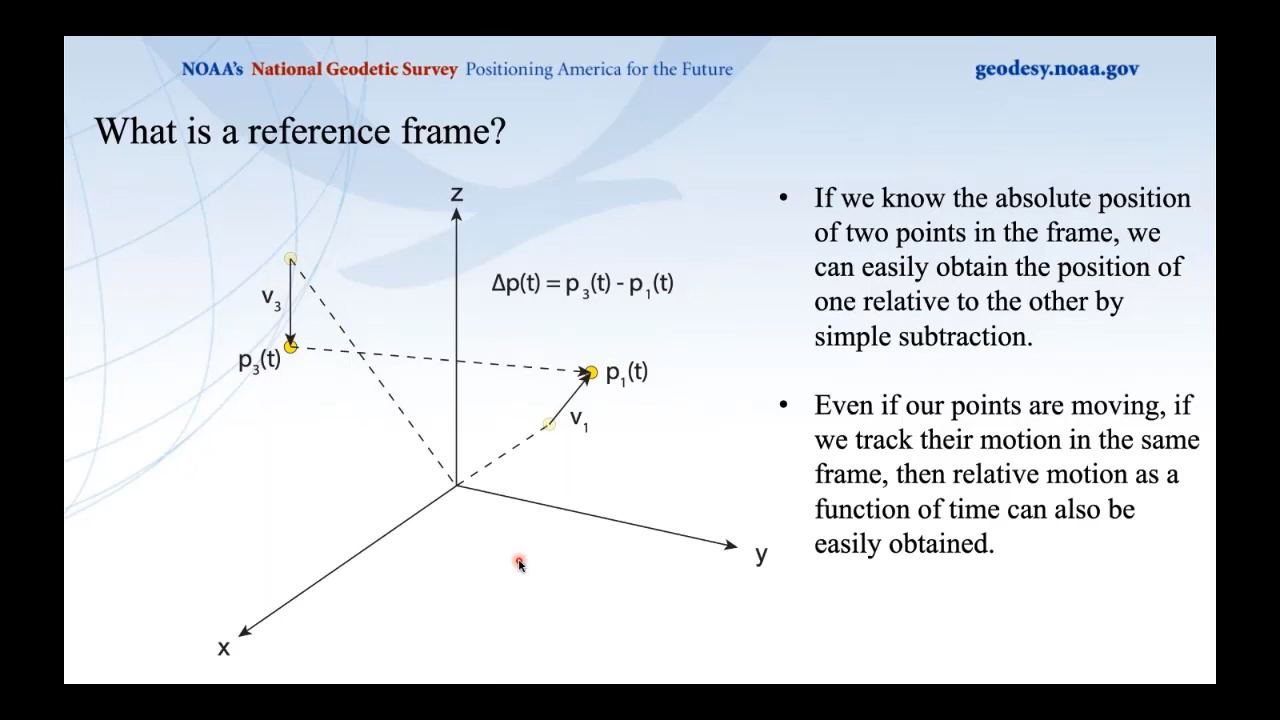 NOAA's National Geodetic Survey Positioning America for the Future
geodesy.noaa.gov
What is a reference frame?
z
Δp(t) = p₃(t) - p₁(t)
v₃
p₃(t)
p₁(t)
v₁
y
x
• If we know the absolute position
of two points in the frame, we
can easily obtain the position of
one relative to the other by
simple subtraction.
• Even if our points are moving, if
we track their motion in the same
frame, then relative motion as a
function of time can also be
easily obtained.